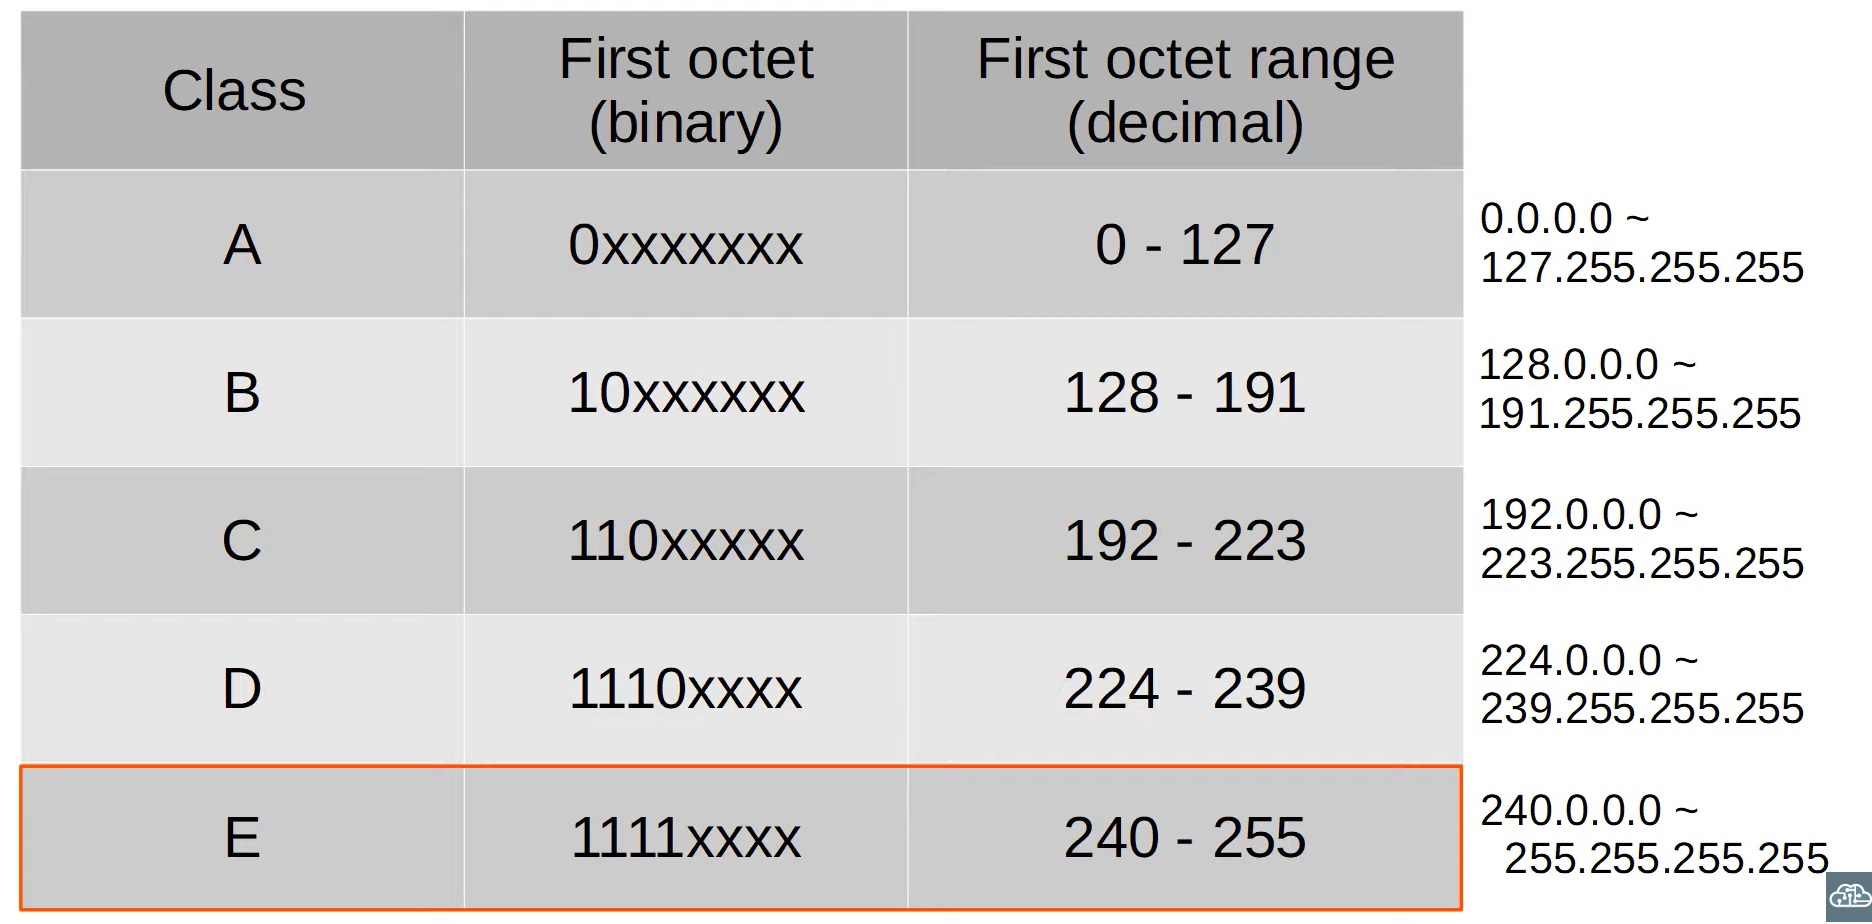 Class
First octet
(binary)
First octet range
(decimal)
A
0xxxxxxx
0 - 127
0.0.0.0 ~
127.255.255.255
B
10xxxxxx
128 - 191
128.0.0.0 ~
191.255.255.255
C
110xxxxx
192 - 223
192.0.0.0 ~
223.255.255.255
D
1110xxxx
224 - 239
224.0.0.0 ~
239.255.255.255
E
1111xxxx
240 - 255
240.0.0.0 ~
255.255.255.255